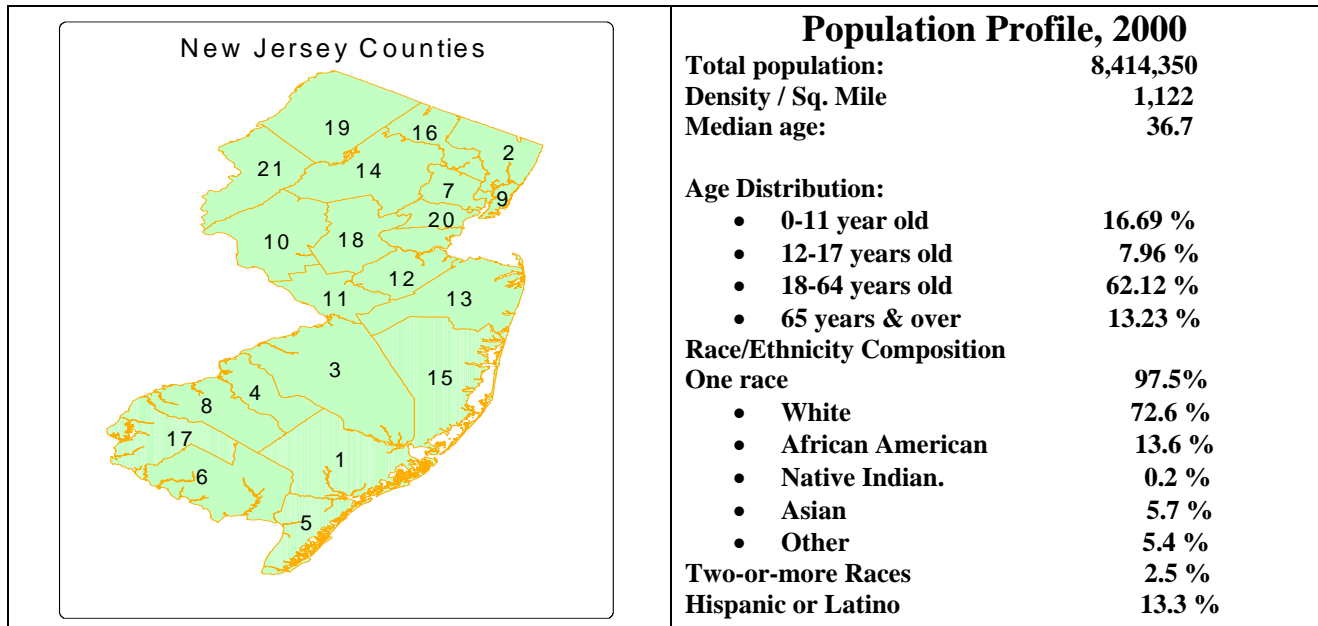 New Jersey Counties
19
16
2
21
14
7
9
20
10
18
12
11
13
3
15
4
8
17
1
6
5
Population Profile, 2000
Total population: 8,414,350
Density / Sq. Mile 1,122
Median age: 36.7
Age Distribution:
• 0-11 year old 16.69 %
• 12-17 years old 7.96 %
• 18-64 years old 62.12 %
• 65 years & over 13.23 %
Race/Ethnicity Composition
One race 97.5%
• White 72.6 %
• African American 13.6 %
• Native Indian. 0.2 %
• Asian 5.7 %
• Other 5.4 %
Two-or-more Races 2.5 %
Hispanic or Latino 13.3 %